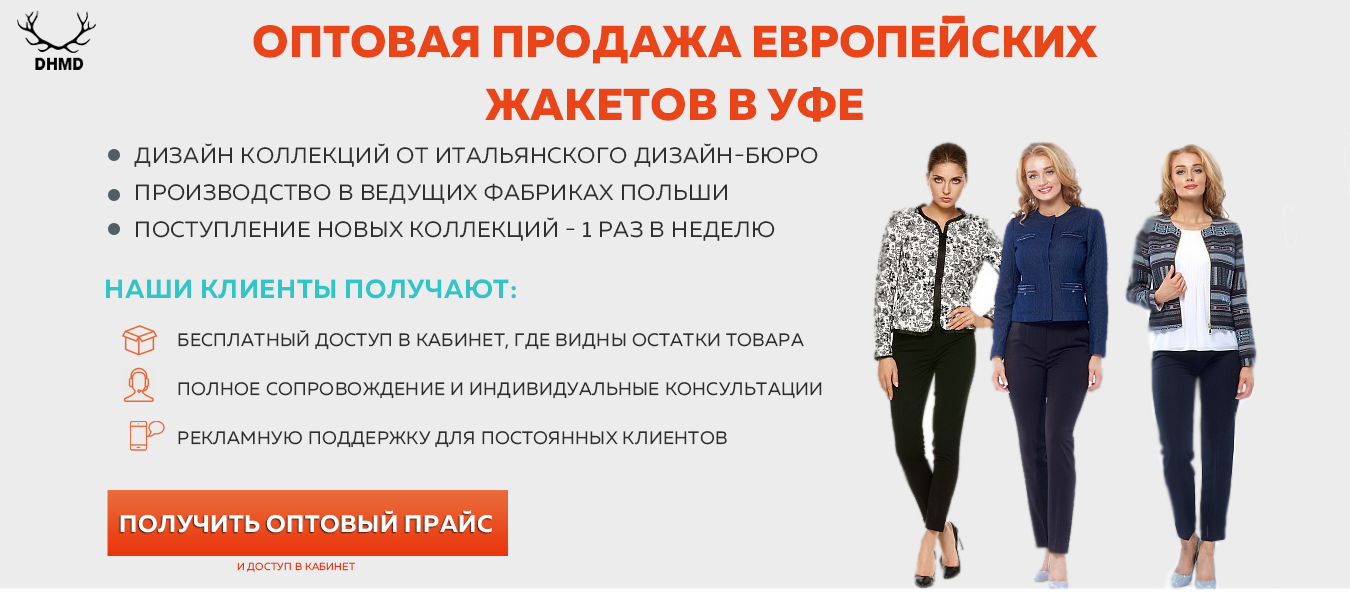 DHMD
ОПТОВАЯ ПРОДАЖА ЕВРОПЕЙСКИХ
ЖАКЕТОВ В УФЕ
ДИЗАЙН КОЛЛЕКЦИЙ ОТ ИТАЛЬЯНСКОГО ДИЗАЙН-БЮРО
ПРОИЗВОДСТВО В ВЕДУЩИХ ФАБРИКАХ ПОЛЬШИ
ПОСТУПЛЕНИЕ НОВЫХ КОЛЛЕКЦИЙ - 1 РАЗ В НЕДЕЛЮ
НАШИ КЛИЕНТЫ ПОЛУЧАЮТ:
БЕСПЛАТНЫЙ ДОСТУП В КАБИНЕТ, ГДЕ ВИДНЫ ОСТАТКИ ТОВАРА
ПОЛНОЕ СОПРОВОЖДЕНИЕ И ИНДИВИДУАЛЬНЫЕ КОНСУЛЬТАЦИИ
РЕКЛАМНУЮ ПОДДЕРЖКУ ДЛЯ ПОСТОЯННЫХ КЛИЕНТОВ
ПОЛУЧИТЬ ОПТОВЫЙ ПРАЙС
И ДОСТУП В КАБИНЕТ